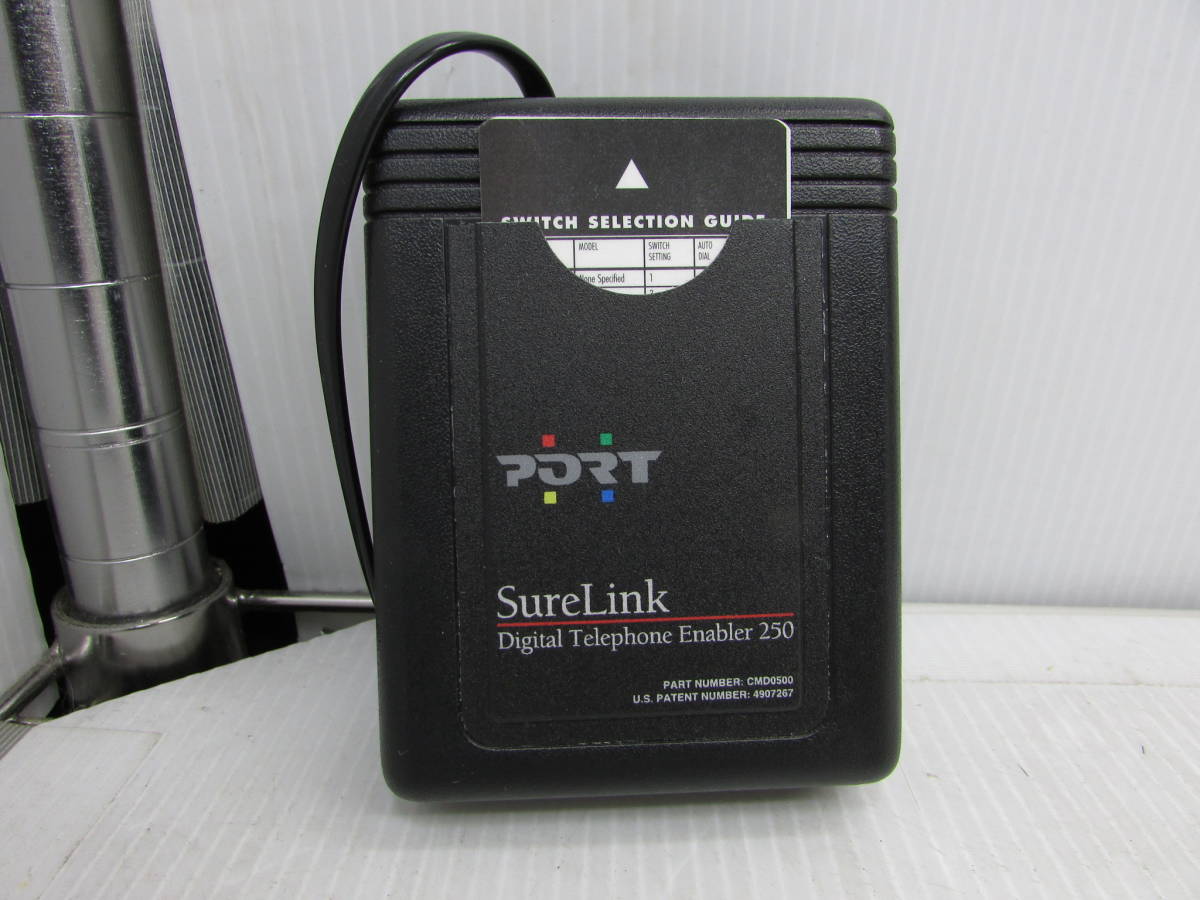 SWITCH SELECTION GUIDE
MODEL SWITCH SETTING AUTO DIAL
None Specified 1
PORT
SureLink
Digital Telephone Enabler 250
PART NUMBER: CMD0500
U.S. PATENT NUMBER: 4907267